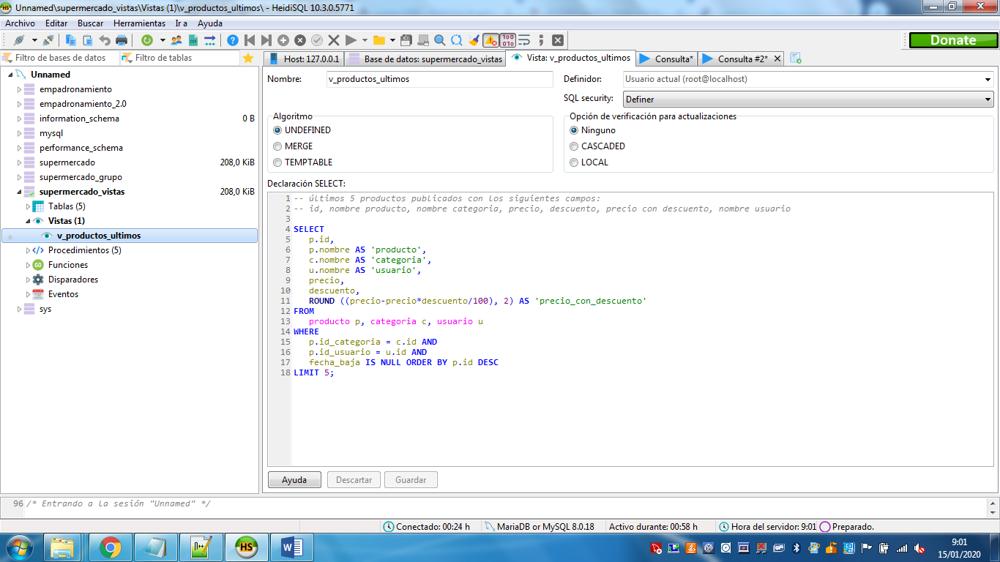 Unnamed\supermercado_vistas\Vistas (1)\v_productos_ultimos\ - HeidiSQL 10.3.0.5771
Archivo Editar Buscar Herramientas Ir a Ayuda
Donate
Filtro de bases de datos
Filtro de tablas
Host: 127.0.0.1
Base de datos: supermercado_vistas
Vista: v_productos_ultimos
Consulta*
Consulta #2*
Unnamed
empadronamiento
empadronamiento_2.0
information_schema 0 B
mysql
performance_schema
supermercado 208,0 KiB
supermercado_grupo
supermercado_vistas 208,0 KiB
Tablas (5)
Vistas (1)
v_productos_ultimos
Procedimientos (5)
Funciones
Disparadores
Eventos
sys
Nombre: v_productos_ultimos
Definidor: Usuario actual (root@localhost)
SQL security: Definer
Algoritmo
UNDEFINED
MERGE
TEMPTABLE
Opción de verificación para actualizaciones
Ninguno
CASCADED
LOCAL
Declaración SELECT:
1 -- últimos 5 productos publicados con los siguientes campos:
2 -- id, nombre producto, nombre categoria, precio, descuento, precio con descuento, nombre usuario
3
4 SELECT
5 p.id,
6 p.nombre AS 'producto',
7 c.nombre AS 'categoria',
8 u.nombre AS 'usuario',
9 precio,
10 descuento,
11 ROUND ((precio-precio*descuento/100), 2) AS 'precio_con_descuento'
12 FROM
13 producto p, categoria c, usuario u
14 WHERE
15 p.id_categoria = c.id AND
16 p.id_usuario = u.id AND
17 fecha_baja IS NULL ORDER BY p.id DESC
18 LIMIT 5;
Ayuda Descartar Guardar
96 /* Entrando a la sesión "Unnamed" */
Conectado: 00:24 h
MariaDB or MySQL 8.0.18
Activo durante: 00:58 h
Hora del servidor: 9:01
Preparado.
9:01
15/01/2020